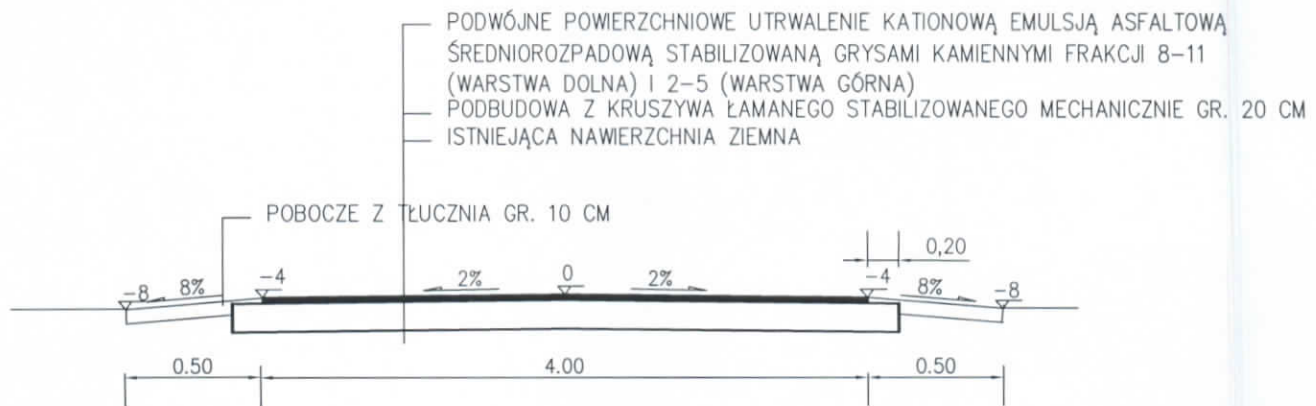 PODWÓJNE POWIERZCHNIOWE UTRWALENIE KATIONOWĄ EMULSJĄ ASFALTOWĄ
ŚREDNIOROZPADOWĄ STABILIZOWANĄ GRYSAMI KAMIENNYMI FRAKCJI 8-11
(WARSTWA DOLNA) I 2-5 (WARSTWA GÓRNA)
PODBUDOWA Z KRUSZYWA ŁAMANEGO STABILIZOWANEGO MECHANICZNIE GR. 20 CM
ISTNIEJĄCA NAWIERZCHNIA ZIEMNA
POBOCZE Z TŁUCZNIA GR. 10 CM
0,20
-8 8% -4 2% 0 2% -4 8% -8
0.50 4.00 0.50